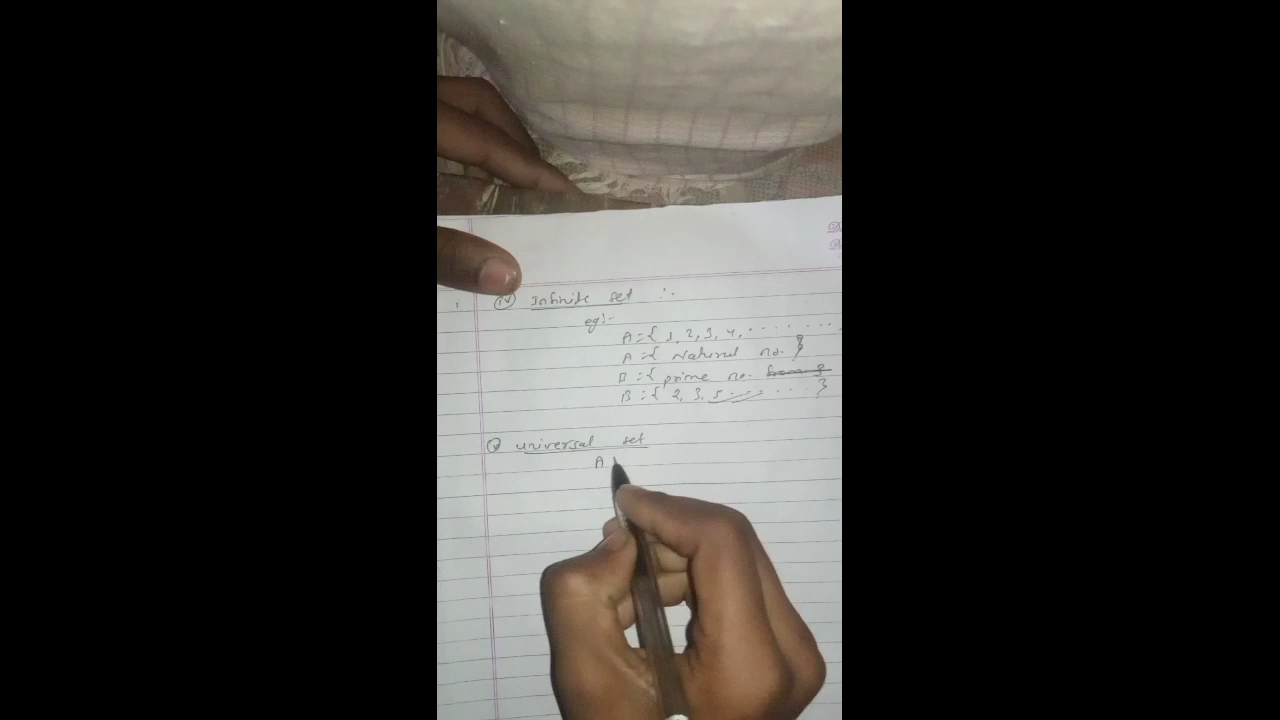 (iv) Infinite set :-
eg:-
A={ 1, 2, 3, 4, ........
A={ Natural no. }
B={ prime no.
B={ 2, 3, 5........ }
(v) universal set
A